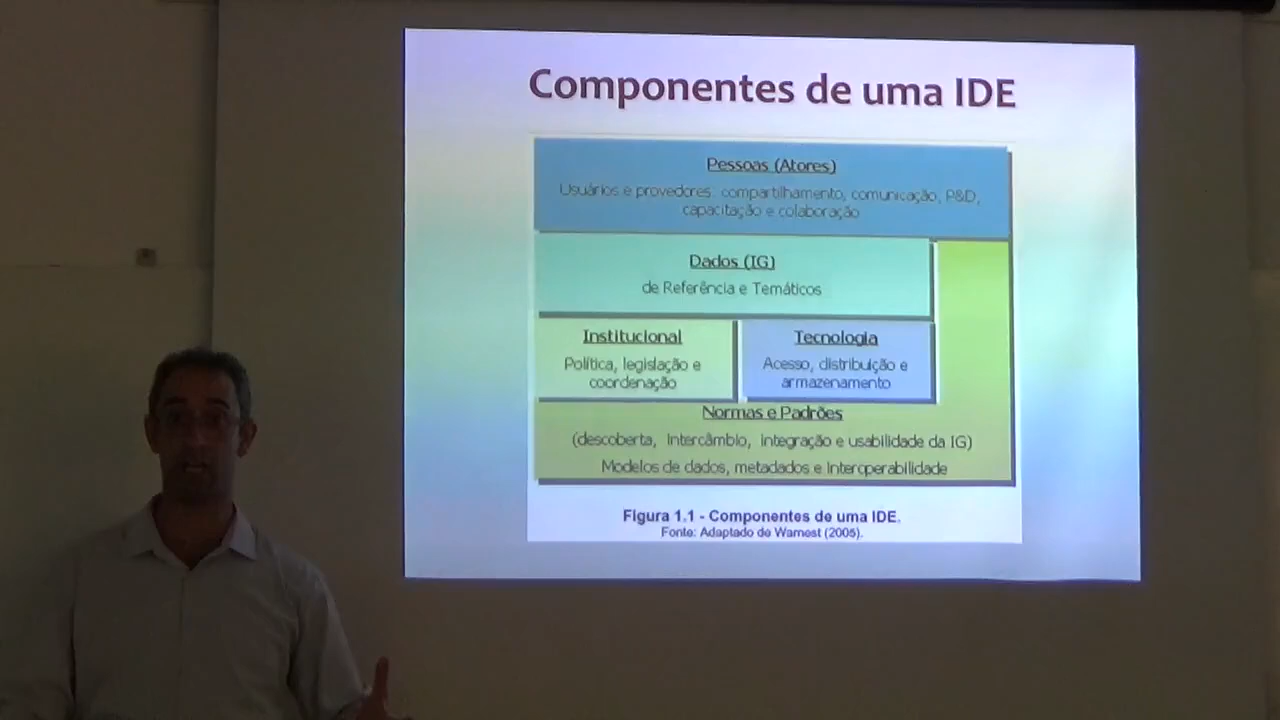 Componentes de uma IDE
Pessoas (Atores)
Usuários e provedores: compartilhamento, comunicação, P&D,
capacitação e colaboração
Dados (IG)
de Referência e Temáticos
Institucional
Política, legislação e
coordenação
Tecnologia
Acesso, distribuição e
armazenamento
Normas e Padrões
(descoberta, intercâmbio, integração e usabilidade da IG)
Modelos de dados, metadados e interoperabilidade
Figura 1.1 - Componentes de uma IDE.
Fonte: Adaptado de Warnest (2005).